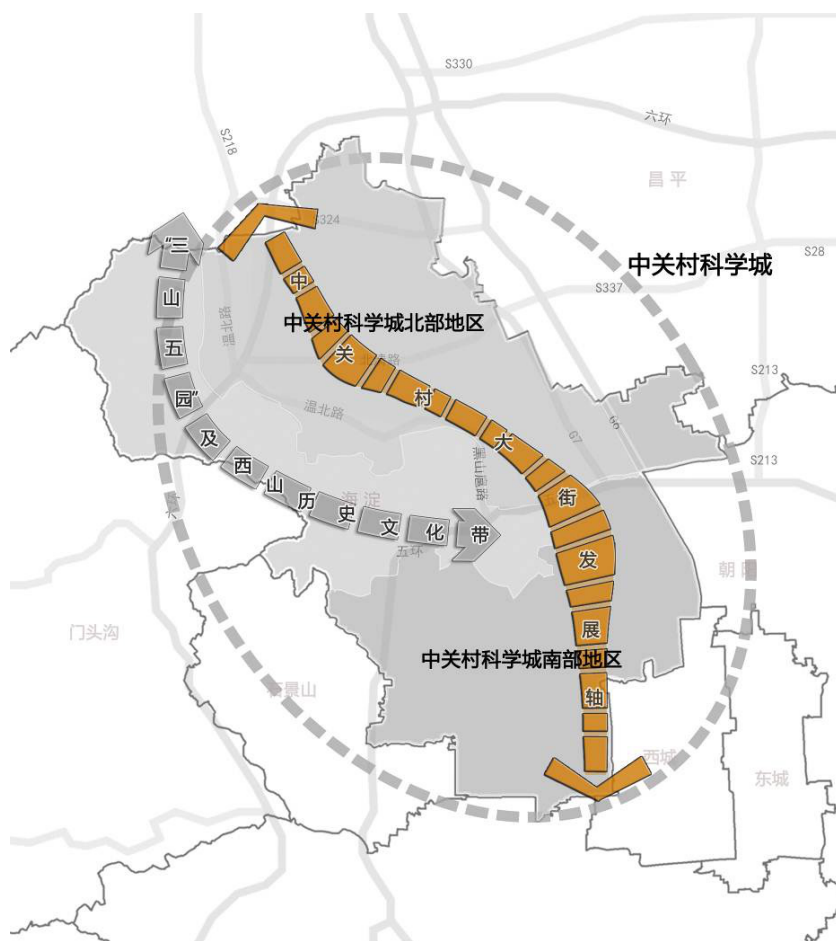 S330
六环
S218
昌平
S324
中关村科学城
S28
S337
中关村科学城北部地区
温北路
S213
温北路
G7
S213
中关村大街发展轴
“三山五园”及西山历史文化带
海淀
五环
朝阳
门头沟
中关村科学城南部地区
西城
东城